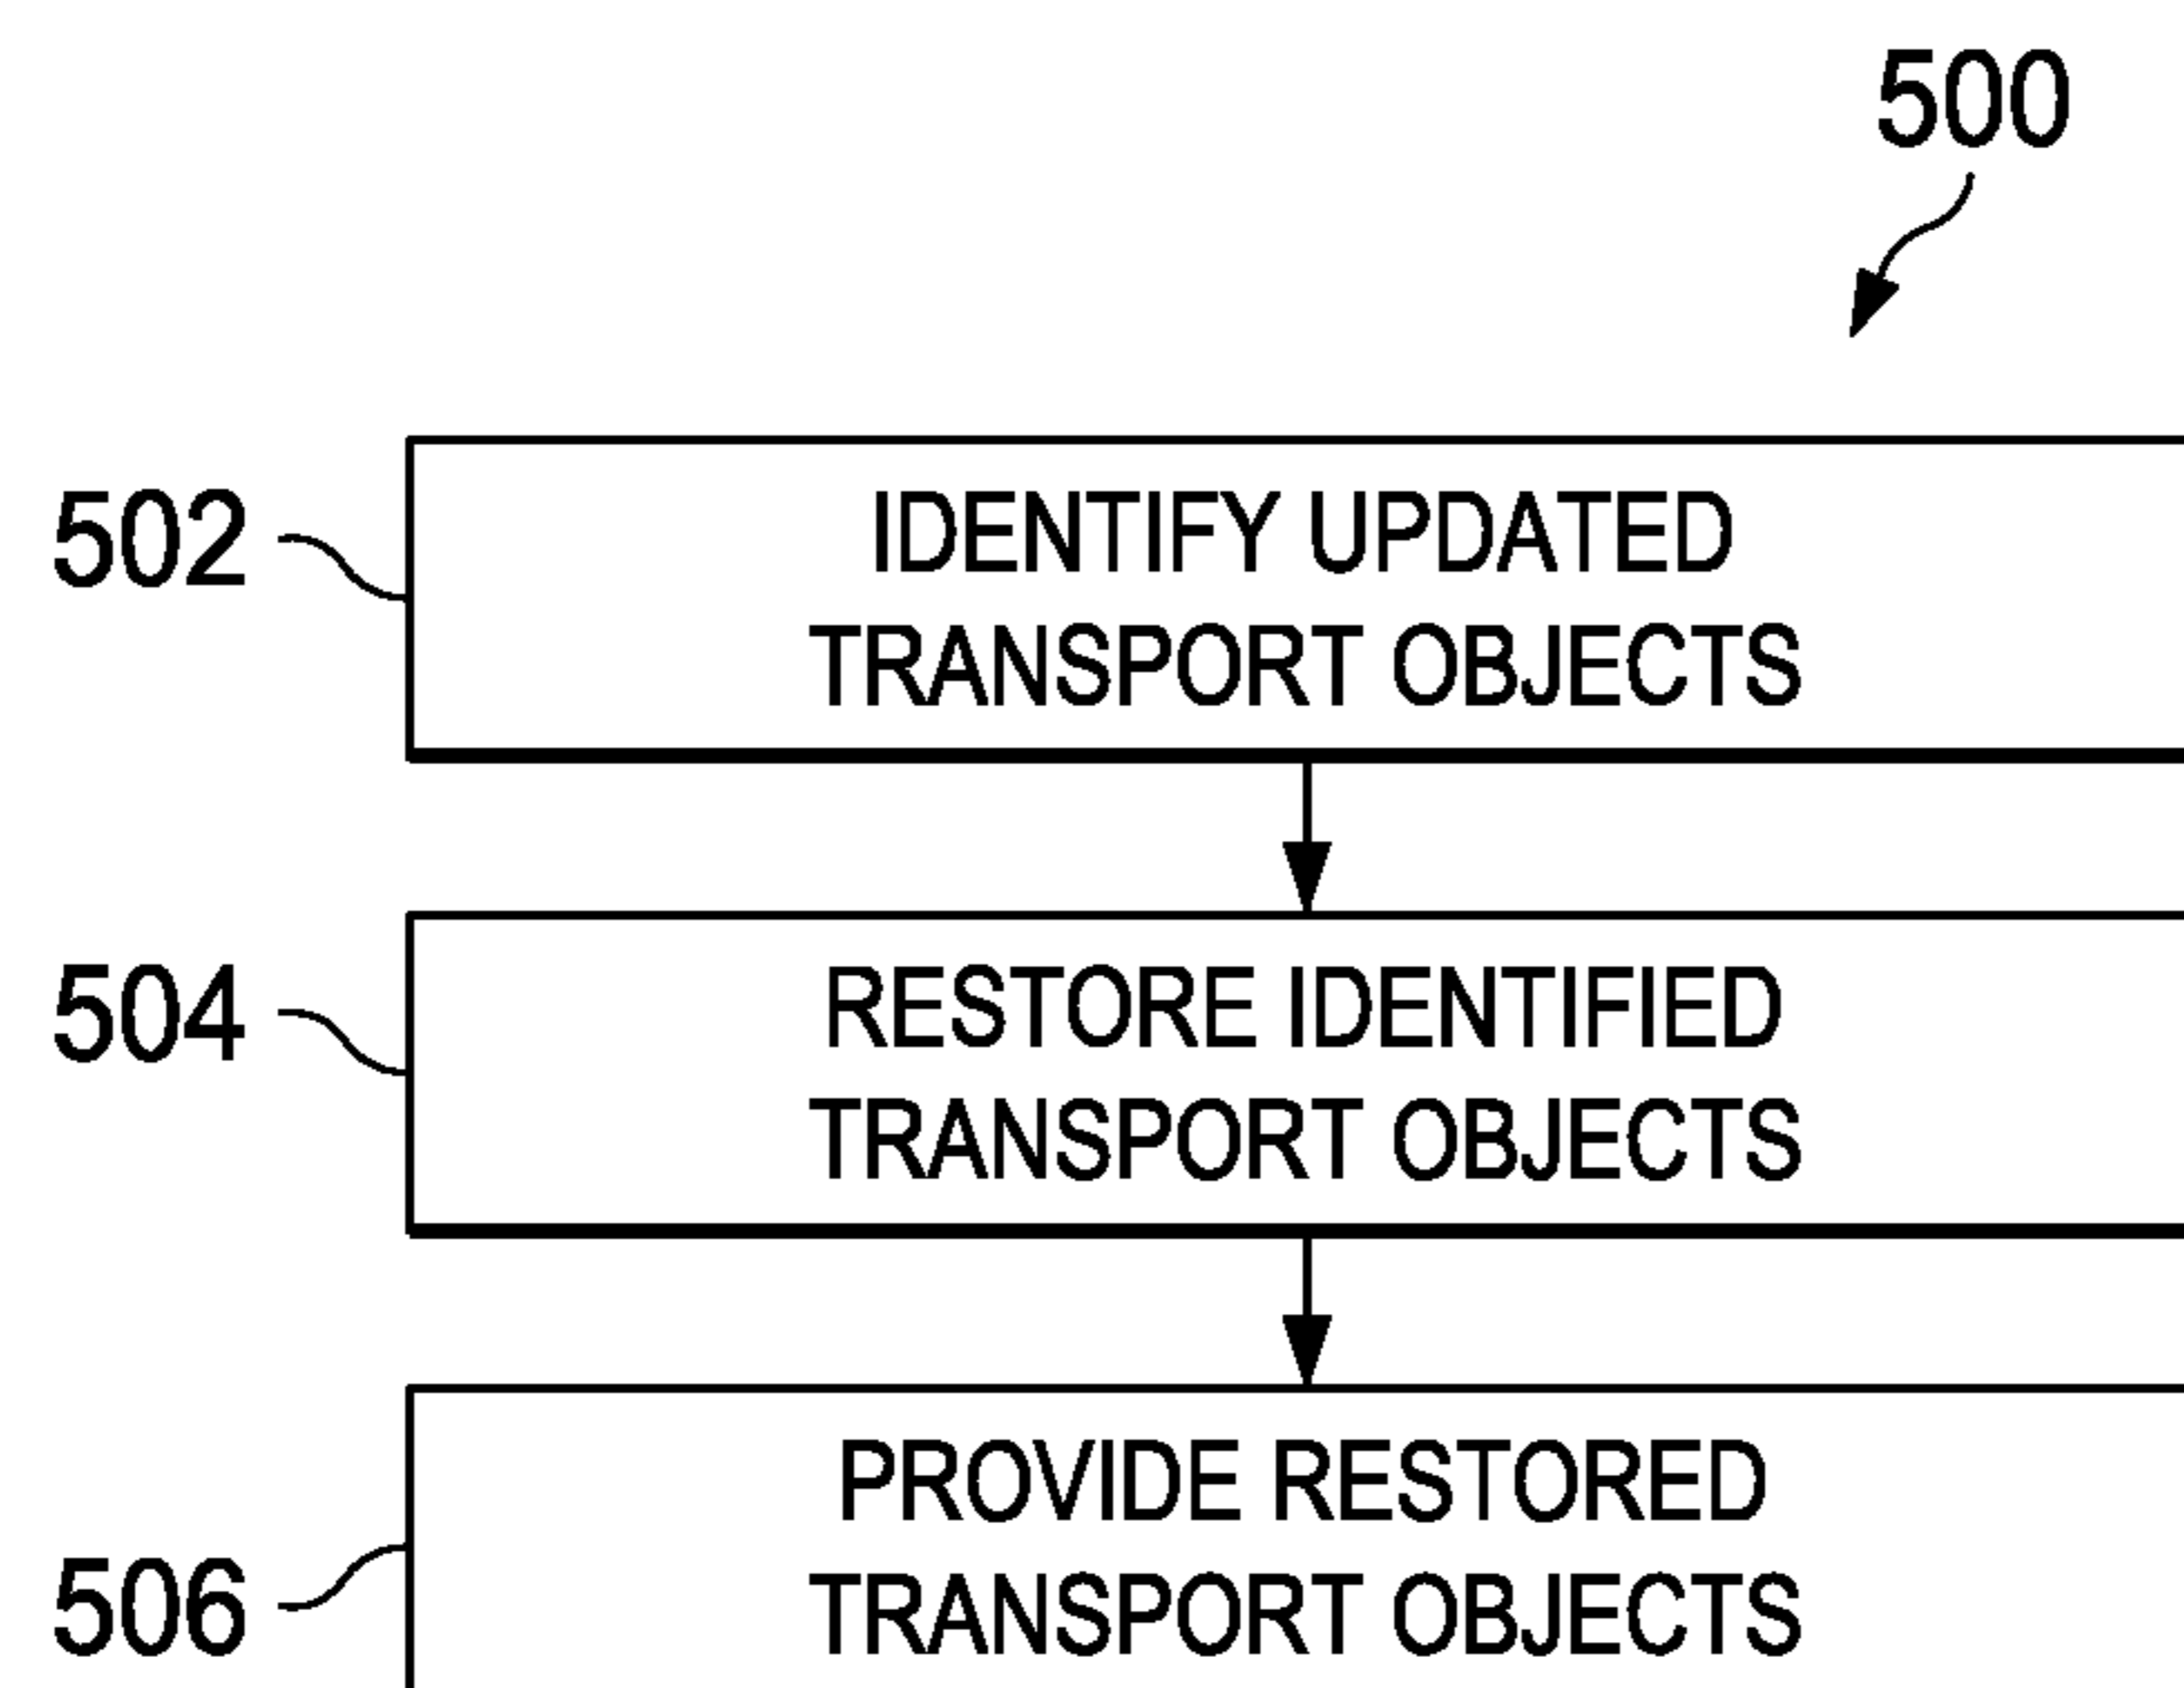 500
502
IDENTIFY UPDATED
TRANSPORT OBJECTS
504
RESTORE IDENTIFIED
TRANSPORT OBJECTS
PROVIDE RESTORED
506
TRANSPORT OBJECTS